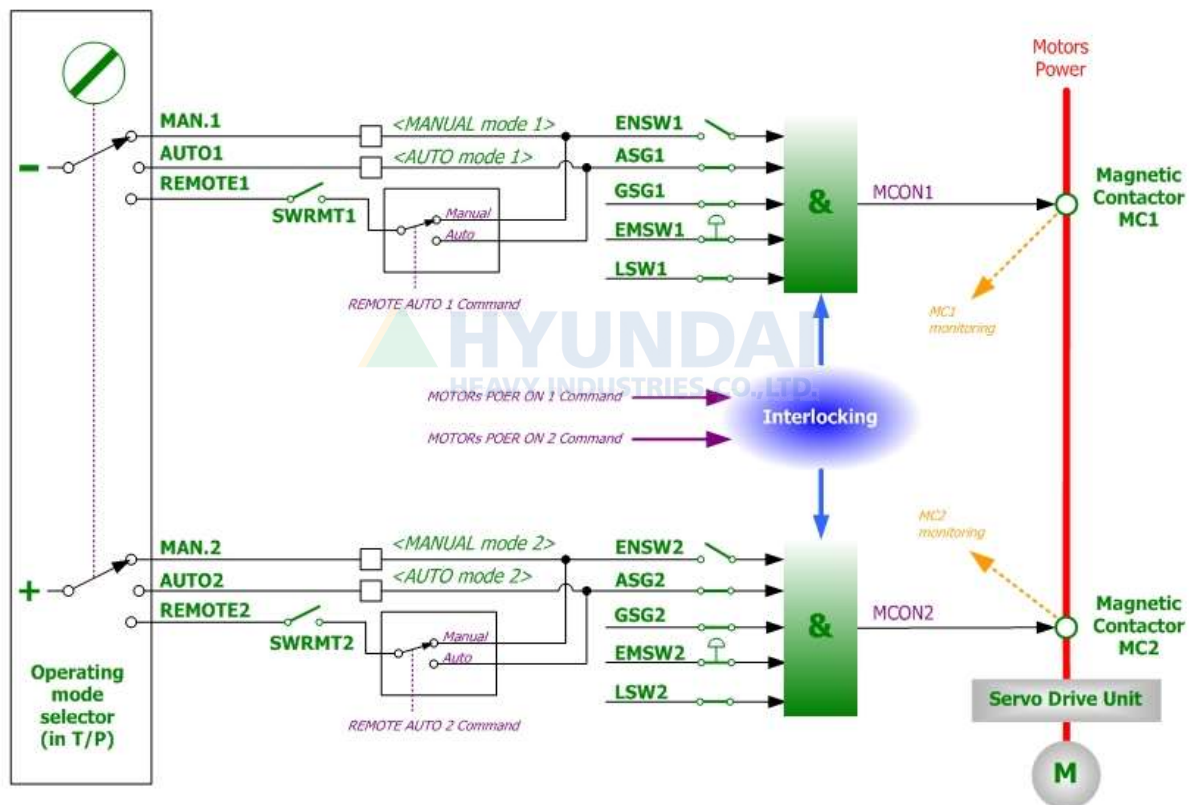 Motors
Power
MAN.1
<MANUAL mode 1>
ENSW1
AUTO1
<AUTO mode 1>
ASG1
REMOTE1
SWRMT1
Manual
Auto
GSG1
EMSW1
LSW1
&
MCON1
Magnetic
Contactor
MC1
REMOTE AUTO 1 Command
MC1
monitoring
HYUNDAI
HEAVY INDUSTRIES CO.,LTD.
MOTORs POER ON 1 Command
MOTORs POER ON 2 Command
Interlocking
MC2
monitoring
MAN.2
<MANUAL mode 2>
ENSW2
AUTO2
<AUTO mode 2>
ASG2
REMOTE2
SWRMT2
Manual
Auto
GSG2
EMSW2
LSW2
&
MCON2
Magnetic
Contactor
MC2
REMOTE AUTO 2 Command
Operating
mode
selector
(in T/P)
Servo Drive Unit
M